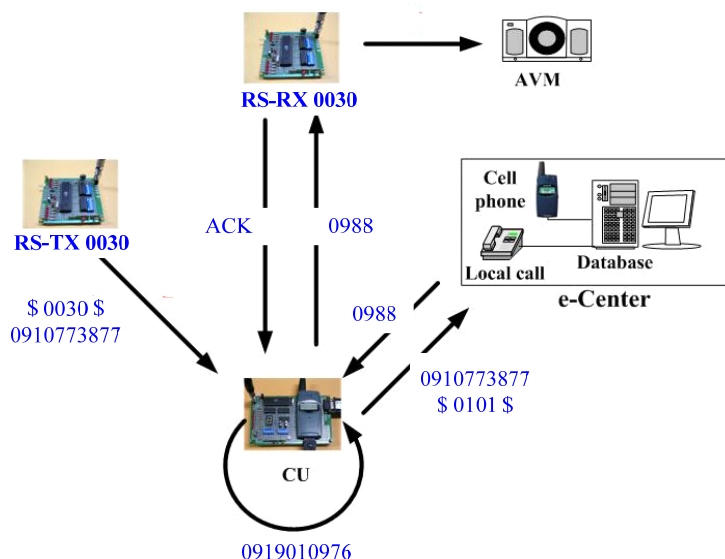 AVM
RS-RX 0030
Cell
phone
RS-TX 0030
ACK
0988
Local call
Database
e-Center
$ 0030 $
0910773877
0988
0910773877
$ 0101 $
CU
0919010976